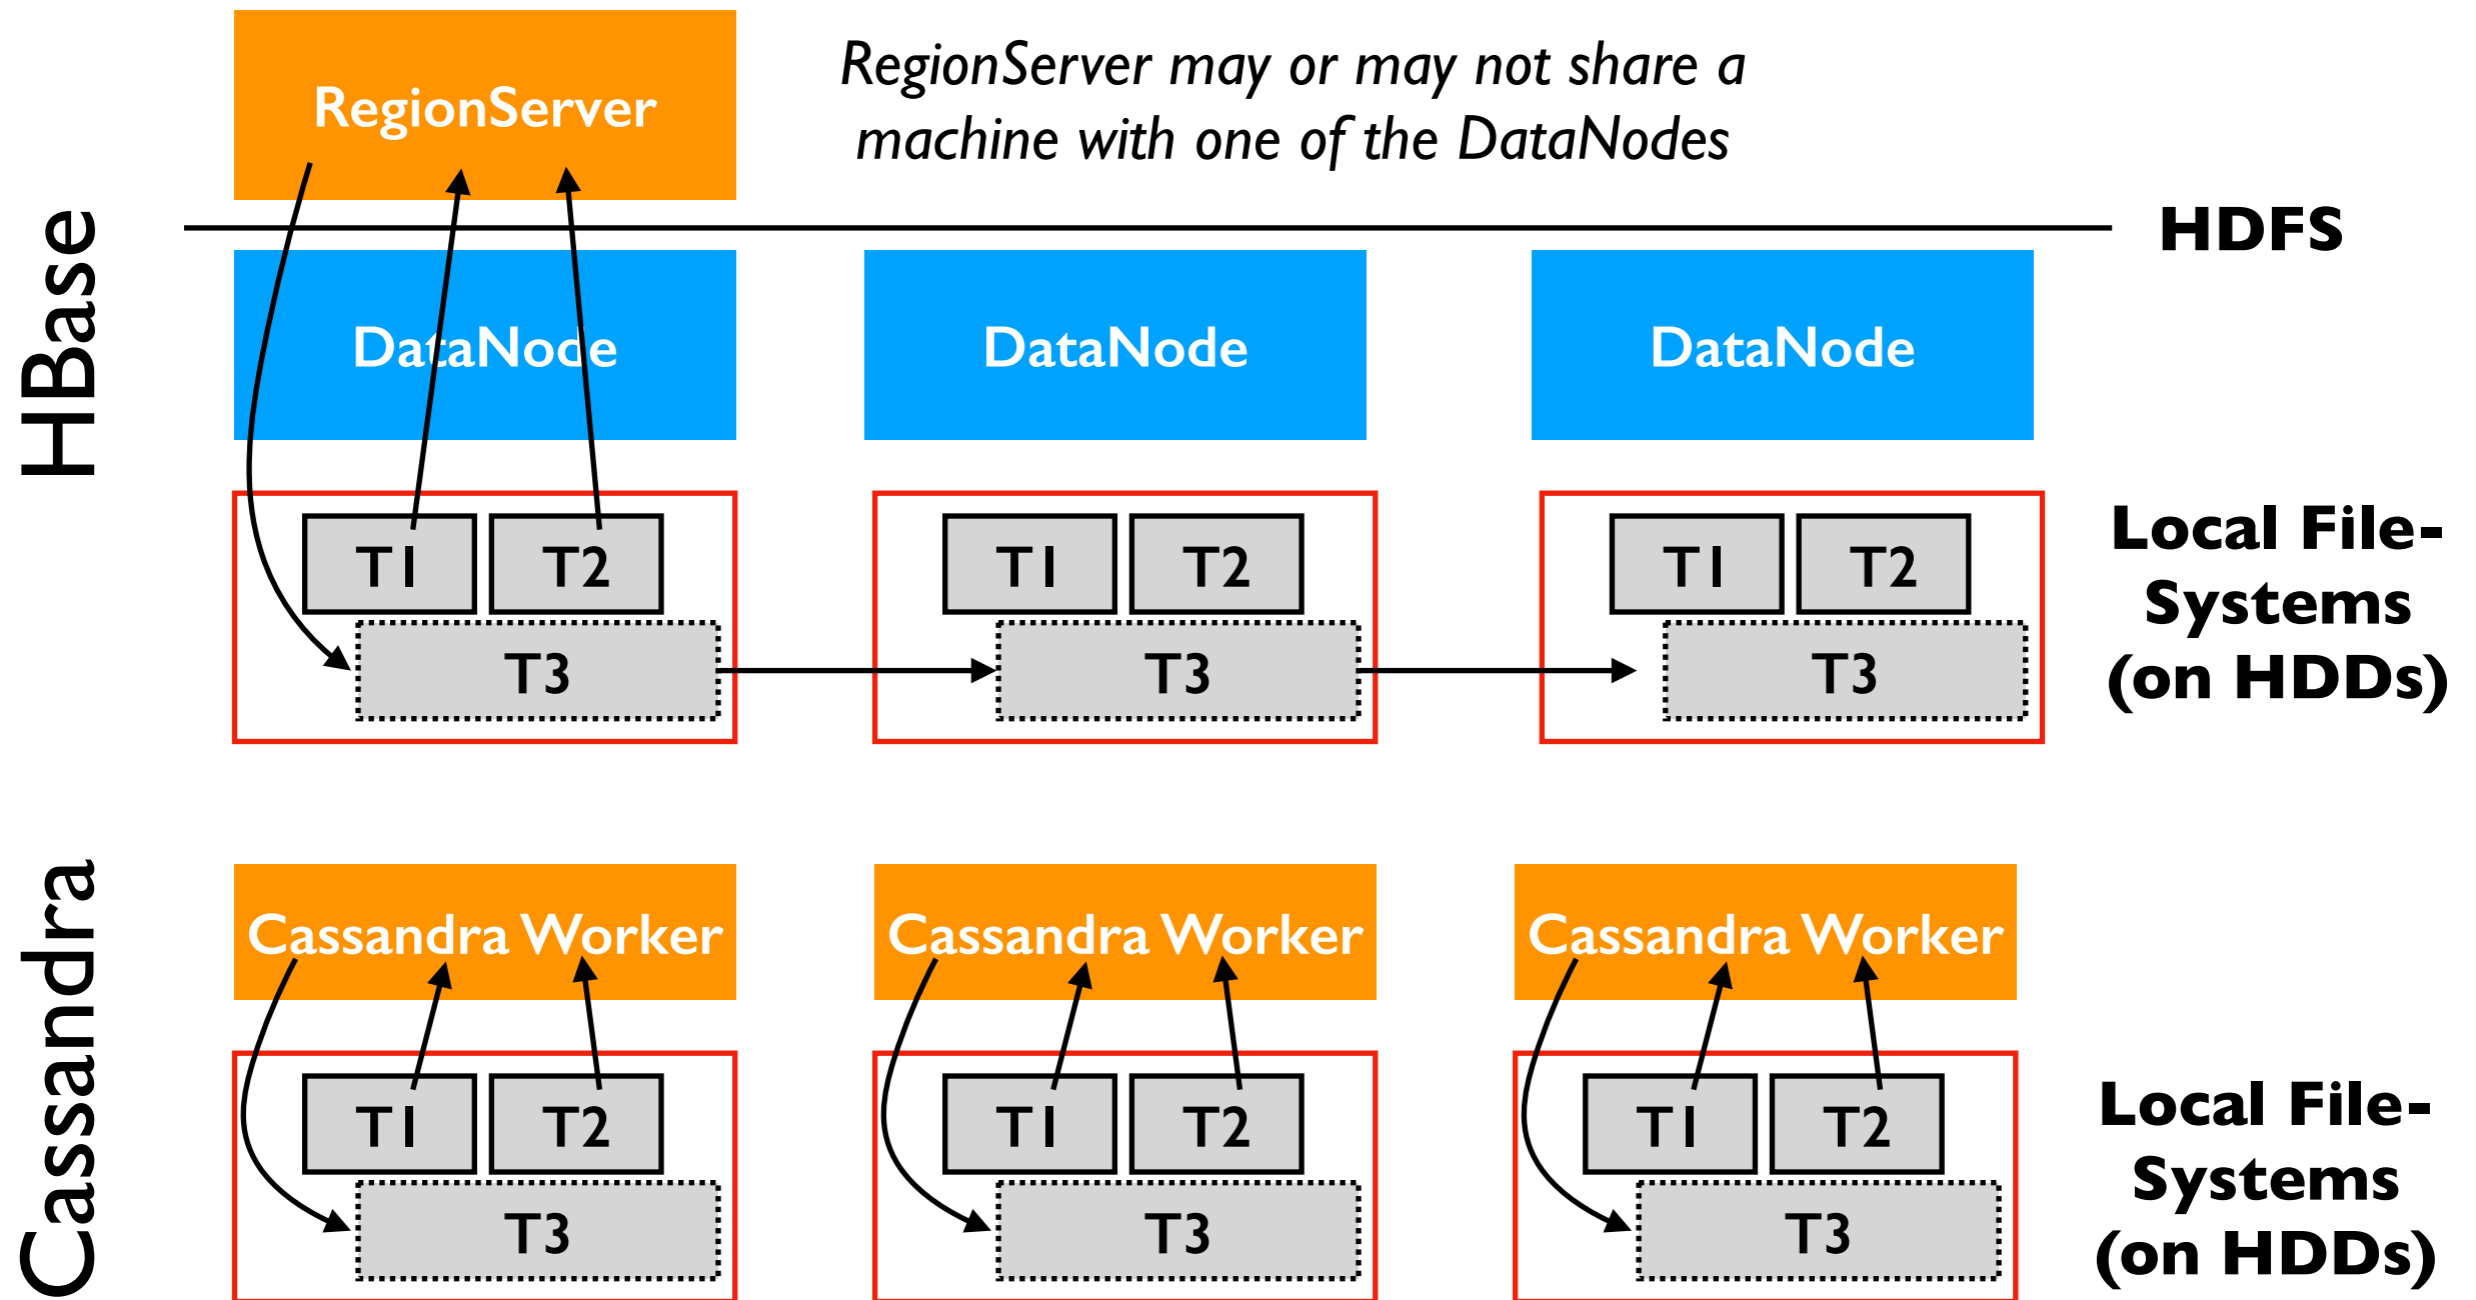 HBase
RegionServer
RegionServer may or may not share a
machine with one of the DataNodes
HDFS
DataNode
DataNode
DataNode
T1
T2
T3
T1
T2
T3
T1
T2
T3
Local File-
Systems
(on HDDs)
Cassandra
Cassandra Worker
Cassandra Worker
Cassandra Worker
T1
T2
T3
T1
T2
T3
T1
T2
T3
Local File-
Systems
(on HDDs)